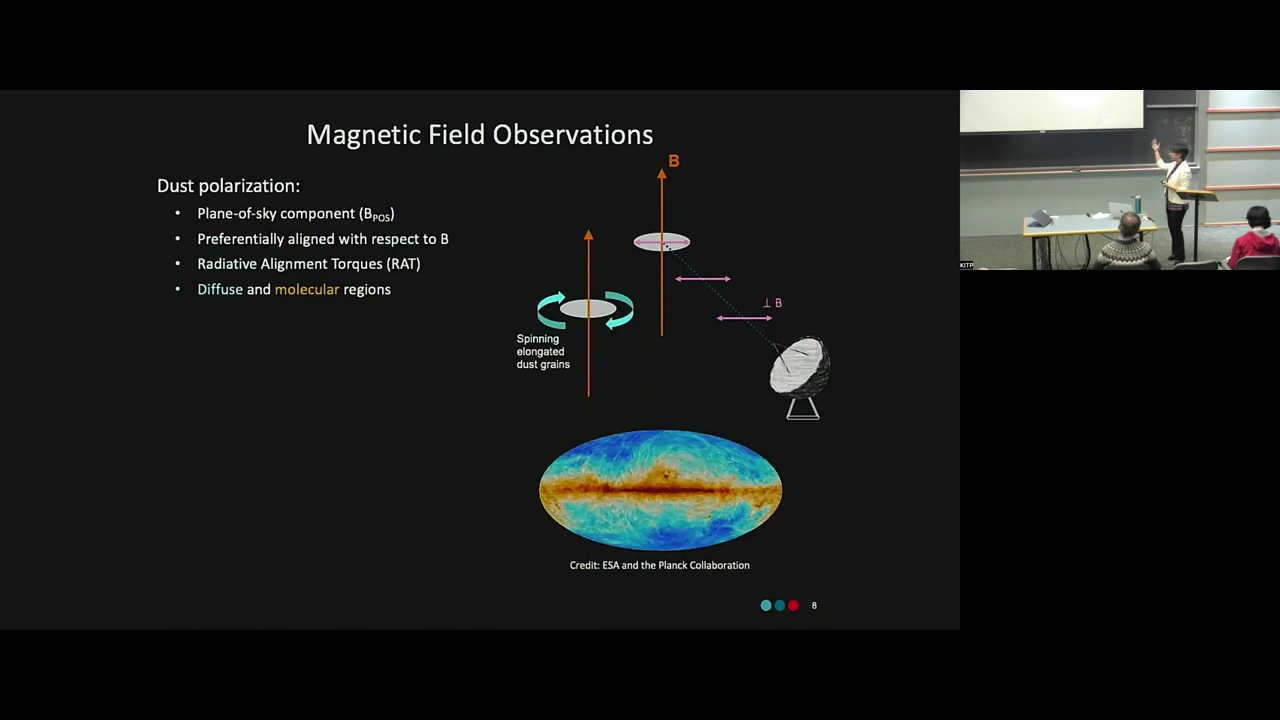 Magnetic Field Observations
Dust polarization:
• Plane-of-sky component (BPOS)
• Preferentially aligned with respect to B
• Radiative Alignment Torques (RAT)
• Diffuse and molecular regions
B
⊥ B
Spinning
elongated
dust grains
Credit: ESA and the Planck Collaboration
8
KITP